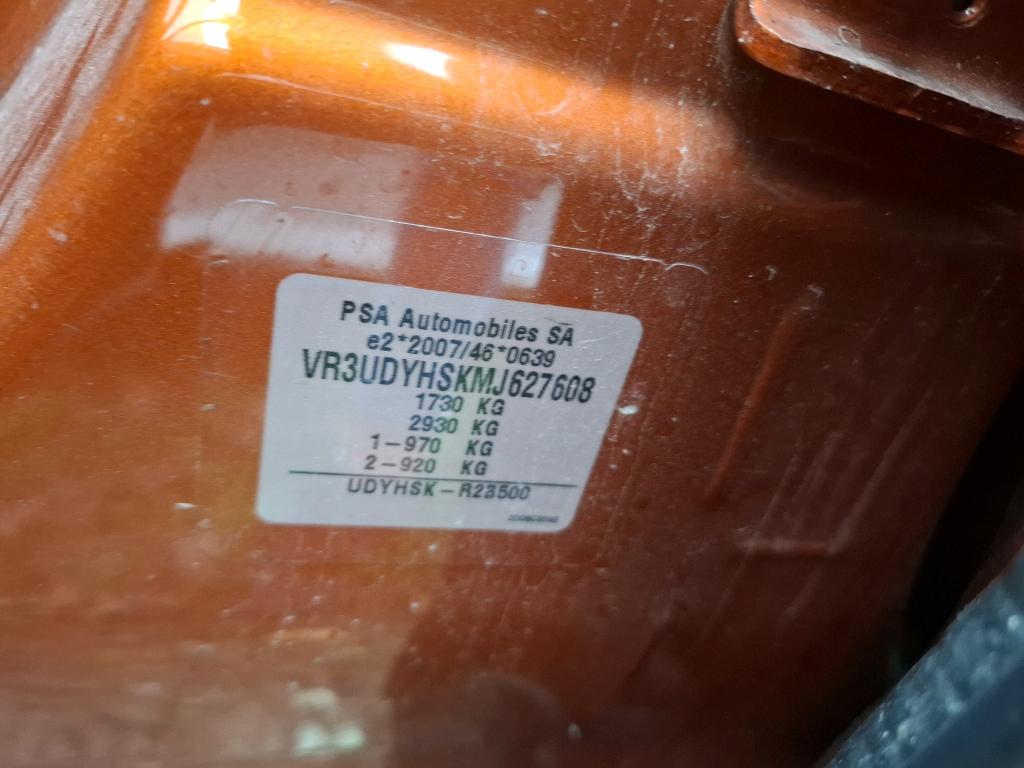 PSA Automobiles SA
e2*2007/46*0639
VR3UDYHSKMJ627608
1730 KG
2930 KG
1-970 KG
2-920 KG
UDYHSK-R23500